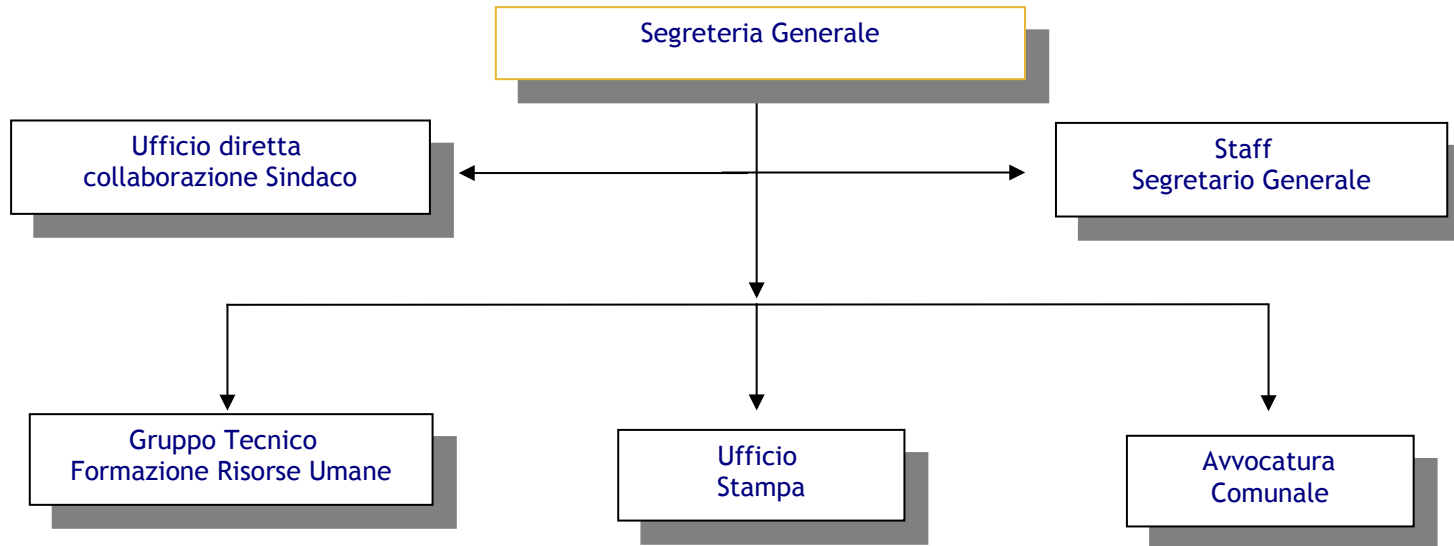 Segreteria Generale
Ufficio diretta
collaborazione Sindaco
Staff
Segretario Generale
Gruppo Tecnico
Formazione Risorse Umane
Ufficio
Stampa
Avvocatura
Comunale